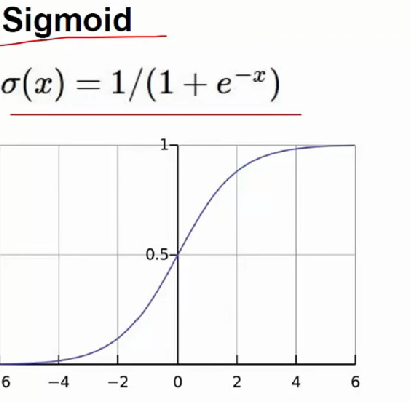 Sigmoid
σ(x) = 1/(1 + e^{-x})
1
0.5
6 −4 −2 0 2 4 6